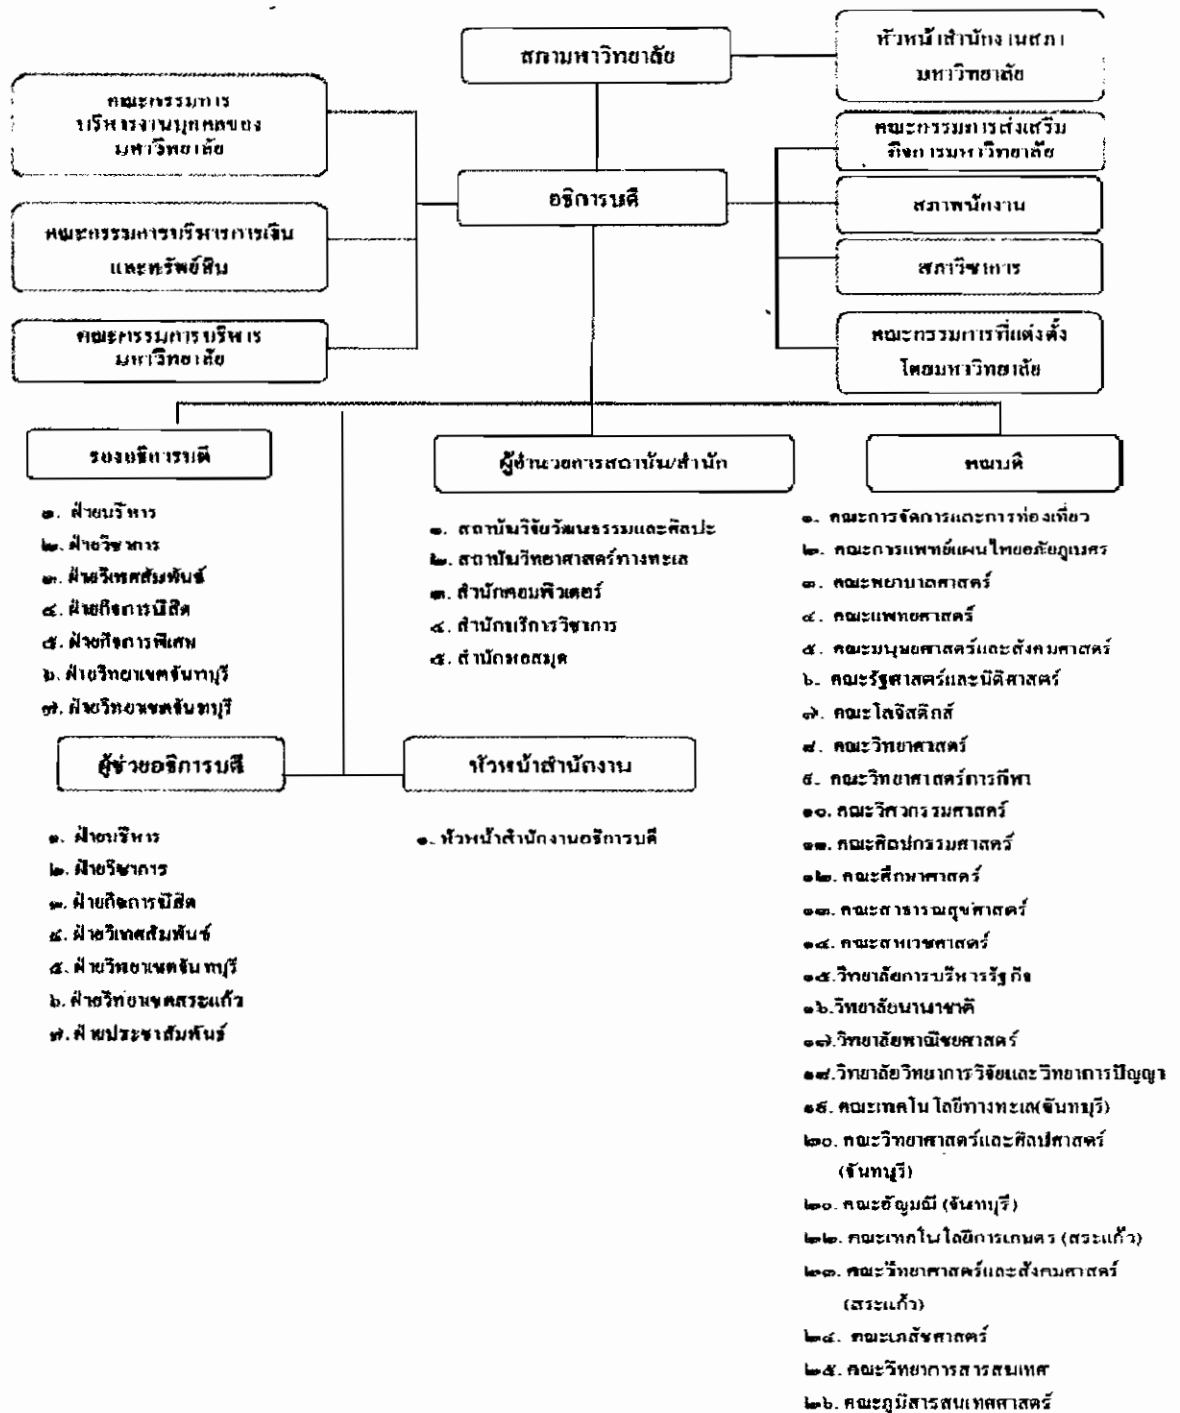 สภามหาวิทยาลัย
หัวหน้าสำนักงานสภา
มหาวิทยาลัย
คณะกรรมการ
บริหารงานบุคคลของ
มหาวิทยาลัย
คณะกรรมการส่งเสริม
กิจการมหาวิทยาลัย
อธิการบดี
สภาพนักงาน
คณะกรรมการบริหารการเงิน
และทรัพย์สิน
สภาวิชาการ
คณะกรรมการบริหาร
มหาวิทยาลัย
คณะกรรมการที่แต่งตั้ง
โดยมหาวิทยาลัย
รองอธิการบดี
๑. ฝ่ายบริหาร
๒. ฝ่ายวิชาการ
๓. ฝ่ายวิเทศสัมพันธ์
๔. ฝ่ายกิจการนิสิต
๕. ฝ่ายกิจการพิเศษ
๖. ฝ่ายวิทยาเขตจันทบุรี
๗. ฝ่ายวิทยาเขตจันทบุรี
ผู้อำนวยการสถาบัน/สำนัก
๑. สถาบันวิจัยวัฒนธรรมและศิลปะ
๒. สถาบันวิทยาศาสตร์ทางทะเล
๓. สำนักคอมพิวเตอร์
๔. สำนักบริการวิชาการ
๕. สำนักหอสมุด
ผู้ช่วยอธิการบดี
๑. ฝ่ายบริหาร
๒. ฝ่ายวิชาการ
๓. ฝ่ายกิจการนิสิต
๔. ฝ่ายวิเทศสัมพันธ์
๕. ฝ่ายวิทยาเขตจันทบุรี
๖. ฝ่ายวิทยาเขตสระแก้ว
๗. ฝ่ายประชาสัมพันธ์
หัวหน้าสำนักงาน
๑. หัวหน้าสำนักงานอธิการบดี
คณบดี
๑. คณะการจัดการและการท่องเที่ยว
๒. คณะการแพทย์แผนไทยอภัยภูเบศร
๓. คณะพยาบาลศาสตร์
๔. คณะแพทยศาสตร์
๕. คณะมนุษยศาสตร์และสังคมศาสตร์
๖. คณะรัฐศาสตร์และนิติศาสตร์
๗. คณะโลจิสติกส์
๘. คณะวิทยาศาสตร์
๙. คณะวิทยาศาสตร์การกีฬา
๑๐. คณะวิศวกรรมศาสตร์
๑๑. คณะศิลปกรรมศาสตร์
๑๒. คณะศึกษาศาสตร์
๑๓. คณะสาธารณสุขศาสตร์
๑๔. คณะสหเวชศาสตร์
๑๕.วิทยาลัยการบริหารรัฐกิจ
๑๖.วิทยาลัยนานาชาติ
๑๗.วิทยาลัยพาณิชยศาสตร์
๑๘.วิทยาลัยวิทยาการวิจัยและวิทยาการปัญญา
๑๙. คณะเทคโนโลยีทางทะเล(จันทบุรี)
๒๐. คณะวิทยาศาสตร์และศิลปศาสตร์
(จันทบุรี)
๒๐. คณะอัญมณี (จันทบุรี)
๒๒. คณะเทคโนโลยีการเกษตร (สระแก้ว)
๒๓. คณะวิทยาศาสตร์และสังคมศาสตร์
(สระแก้ว)
๒๔. คณะเภสัชศาสตร์
๒๕. คณะวิทยาการสารสนเทศ
๒๖. คณะภูมิสารสนเทศศาสตร์